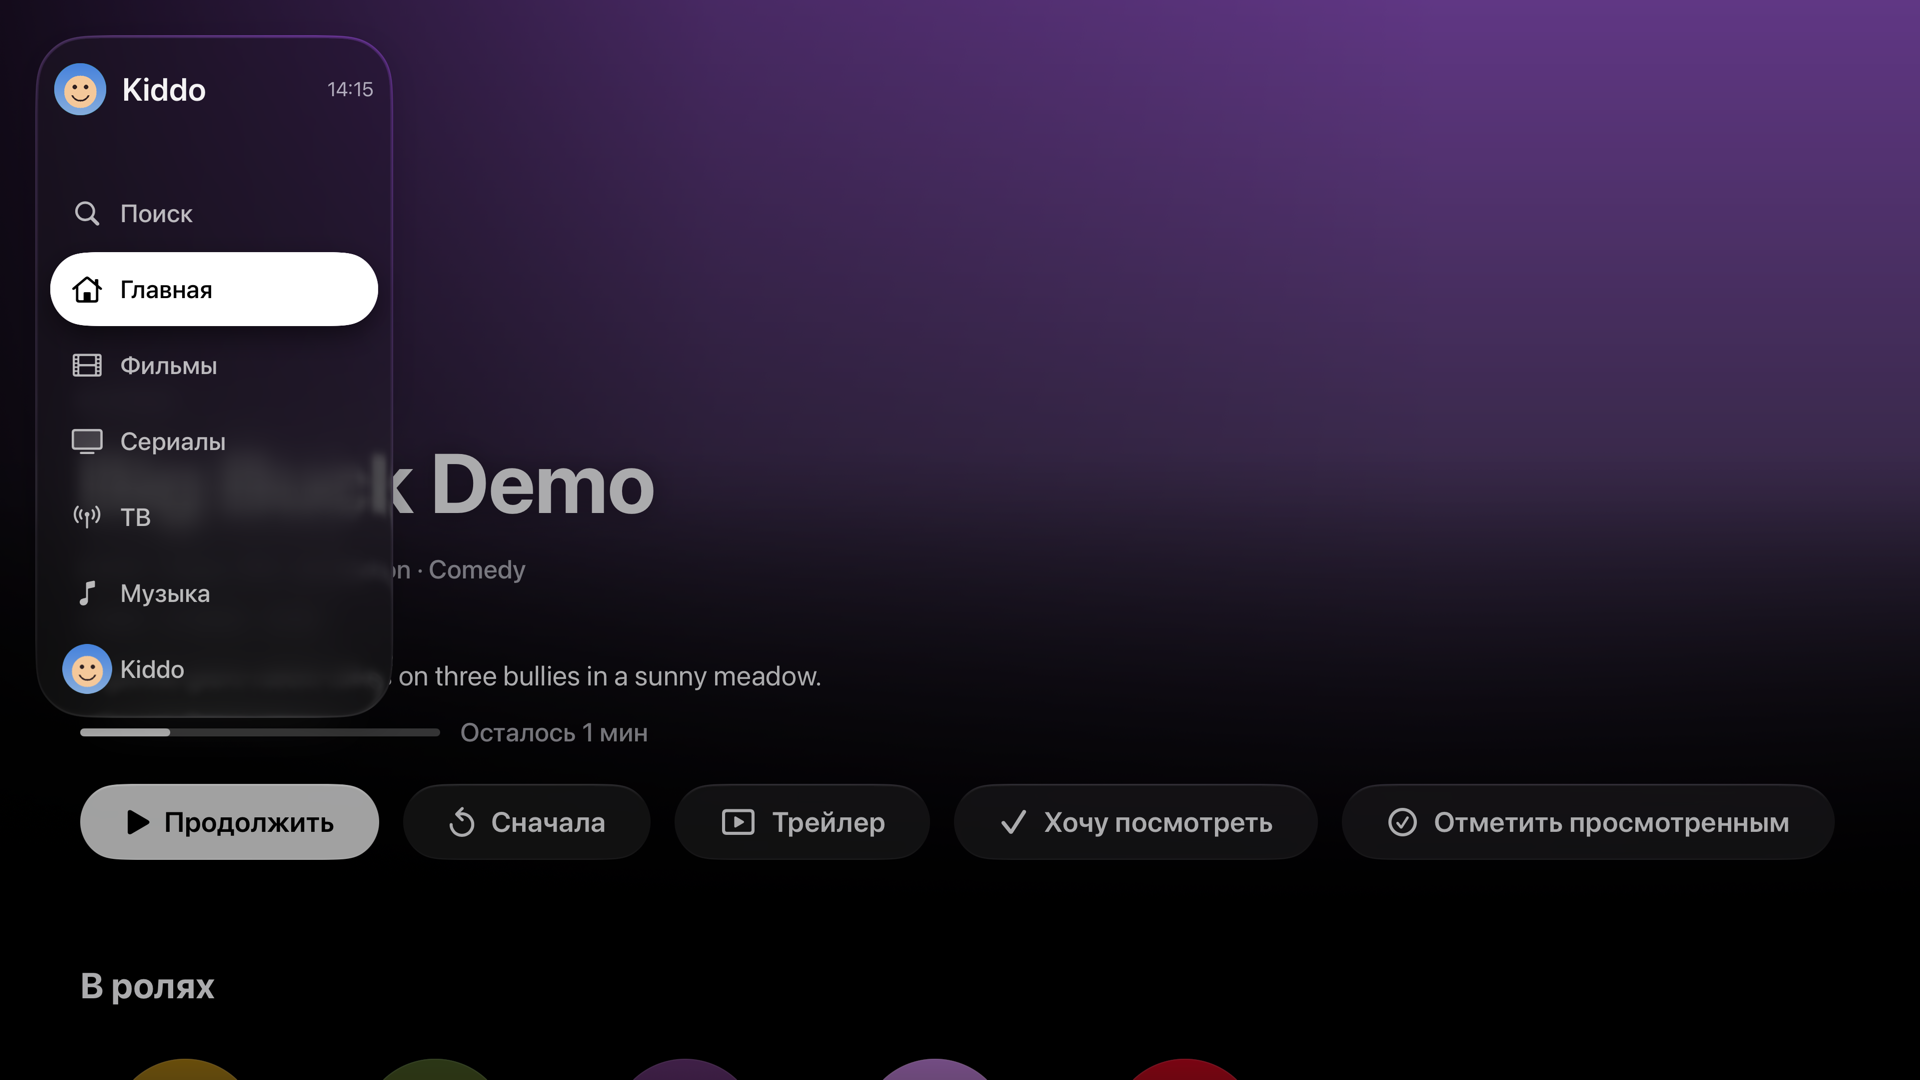 Kiddo 14:15
Поиск
Главная
Фильмы
Сериалы
ТВ
Музыка
Kiddo
Demo
· Comedy
on three bullies in a sunny meadow.
Осталось 1 мин
Продолжить
Сначала
Трейлер
Хочу посмотреть
Отметить просмотренным
В ролях